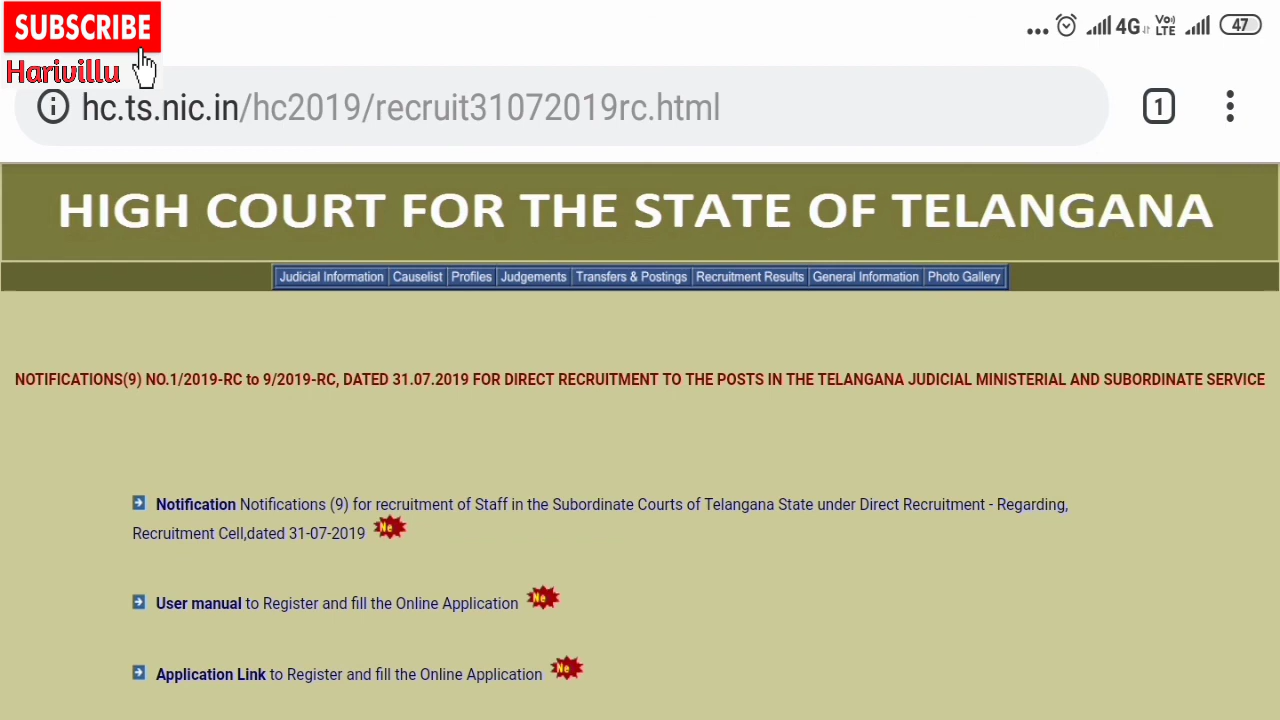 SUBSCRIBE
Harivillu
... 4G Vo) LTE 47
hc.ts.nic.in/hc2019/recruit31072019rc.html 1
HIGH COURT FOR THE STATE OF TELANGANA
Judicial Information Causelist Profiles Judgements Transfers & Postings Recruitment Results General Information Photo Gallery
NOTIFICATIONS(9) NO.1/2019-RC to 9/2019-RC, DATED 31.07.2019 FOR DIRECT RECRUITMENT TO THE POSTS IN THE TELANGANA JUDICIAL MINISTERIAL AND SUBORDINATE SERVICE
Notification Notifications (9) for recruitment of Staff in the Subordinate Courts of Telangana State under Direct Recruitment - Regarding,
Recruitment Cell,dated 31-07-2019 Ne
User manual to Register and fill the Online Application Ne
Application Link to Register and fill the Online Application Ne